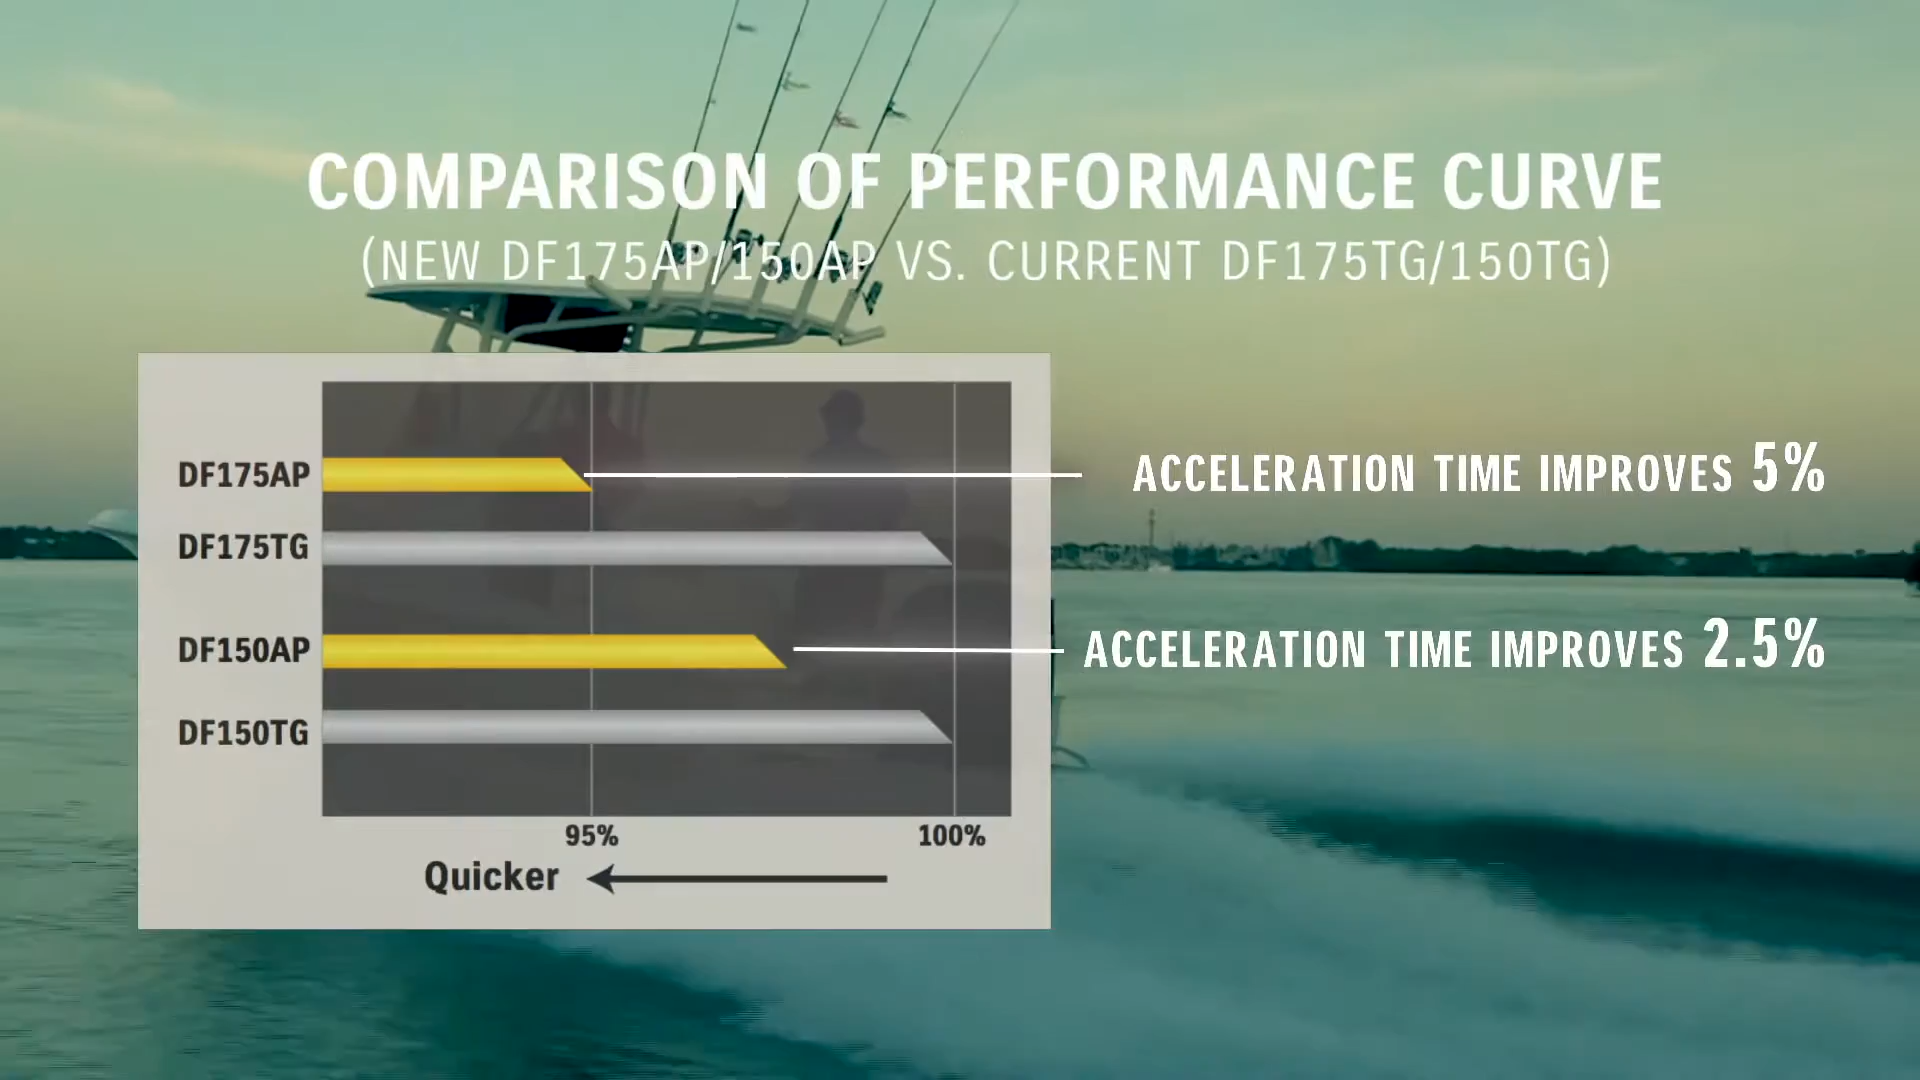 COMPARISON OF PERFORMANCE CURVE
(NEW DF175AP/150AP VS. CURRENT DF175TG/150TG)
DF175AP
ACCELERATION TIME IMPROVES 5%
DF175TG
DF150AP
ACCELERATION TIME IMPROVES 2.5%
DF150TG
95% 100%
Quicker